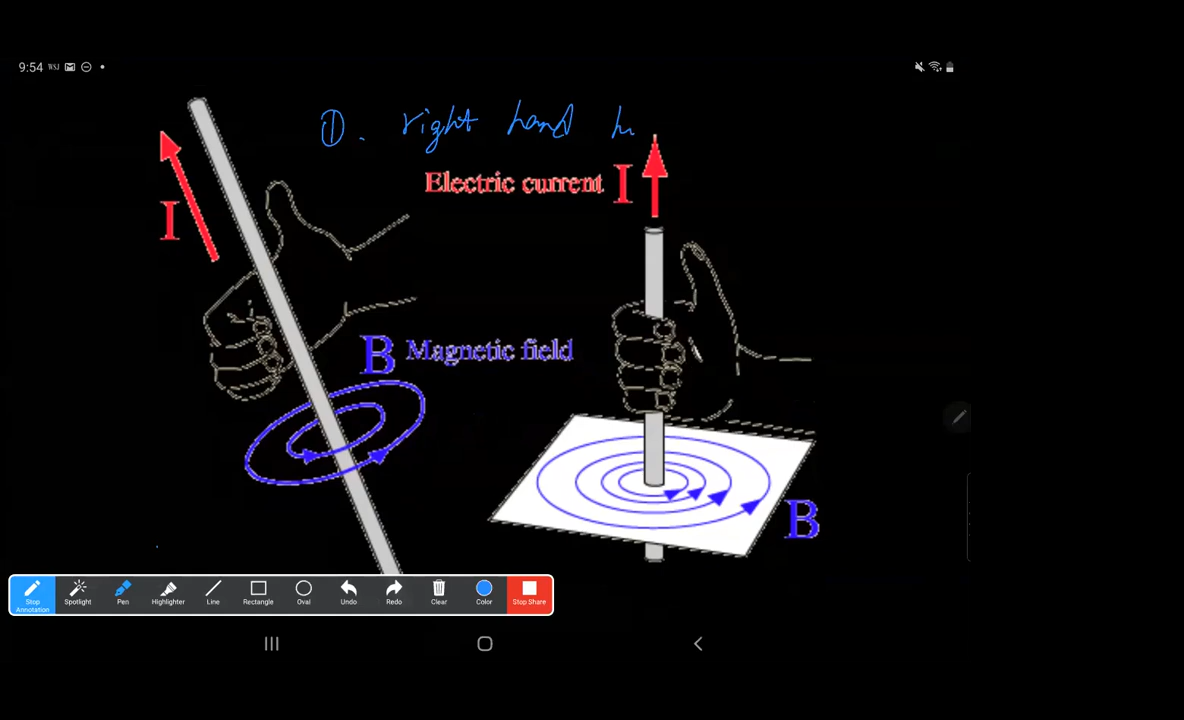 9:54 WSJ
①. right hand
Electric current I
I
B Magnetic field
B
Stop Annotation
Spotlight
Pen
Highlighter
Line
Rectangle
Oval
Undo
Redo
Clear
Color
Stop Share